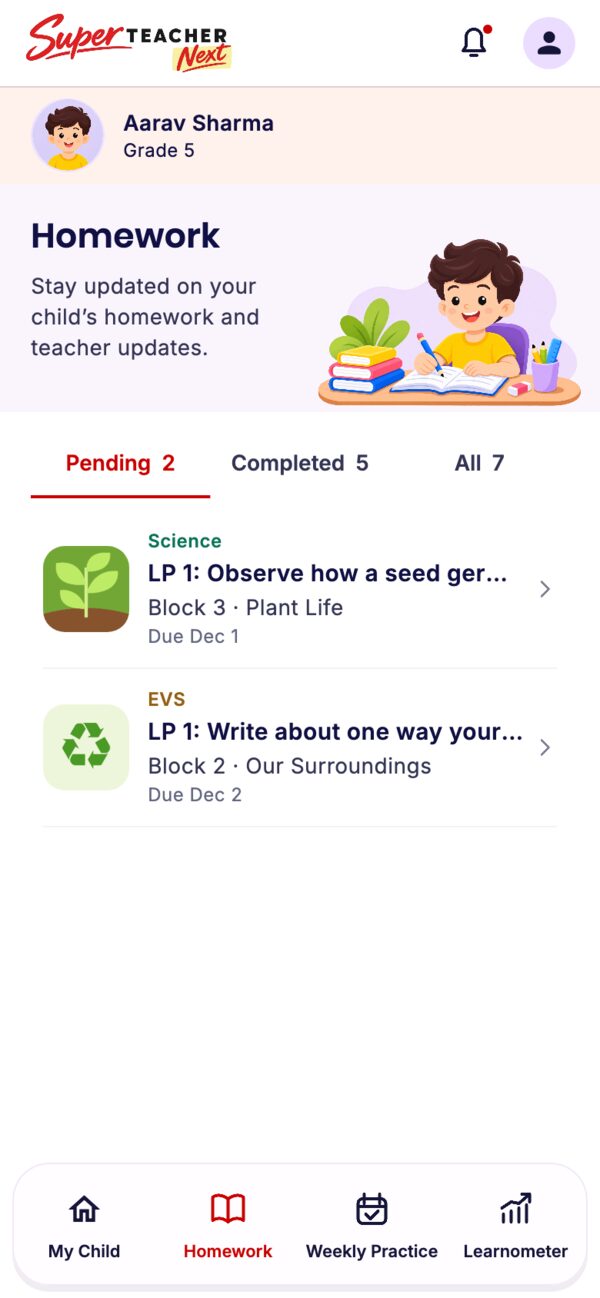 Super TEACHER
Next
Aarav Sharma
Grade 5
Homework
Stay updated on your
child's homework and
teacher updates.
Pending 2 Completed 5 All 7
Science
LP 1: Observe how a seed ger...
Block 3 · Plant Life
Due Dec 1
EVS
LP 1: Write about one way your...
Block 2 · Our Surroundings
Due Dec 2
My Child Homework Weekly Practice Learnometer